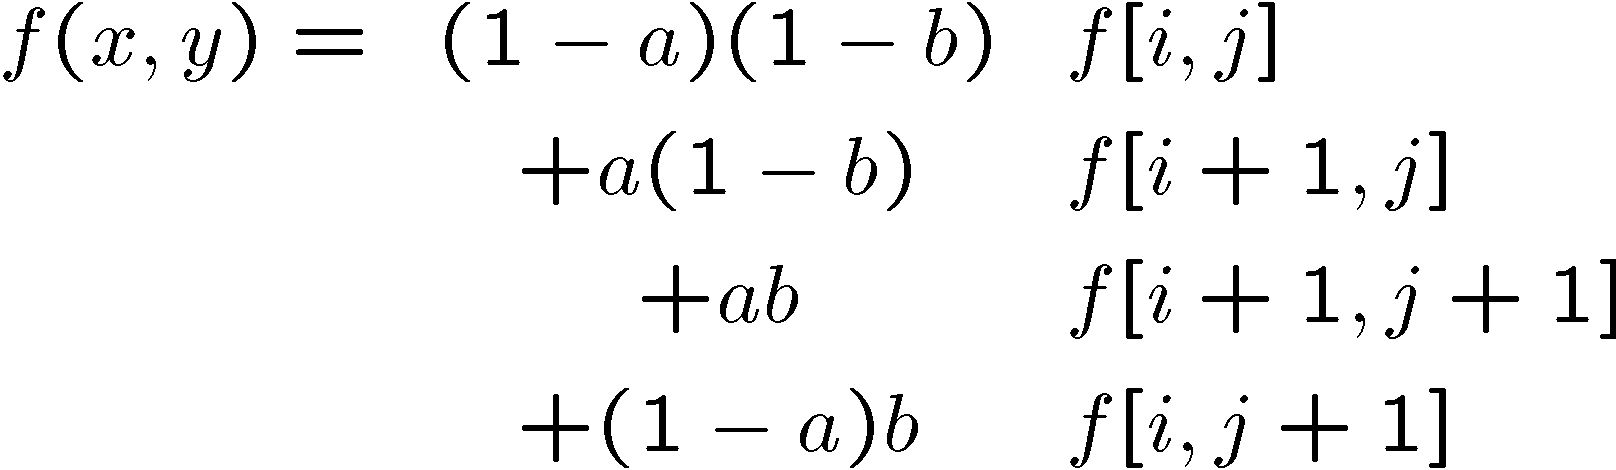 f(x, y) = (1 − a)(1 − b) f[i, j]
+a(1 − b) f[i + 1, j]
+ab f[i + 1, j + 1]
+(1 − a)b f[i, j + 1]